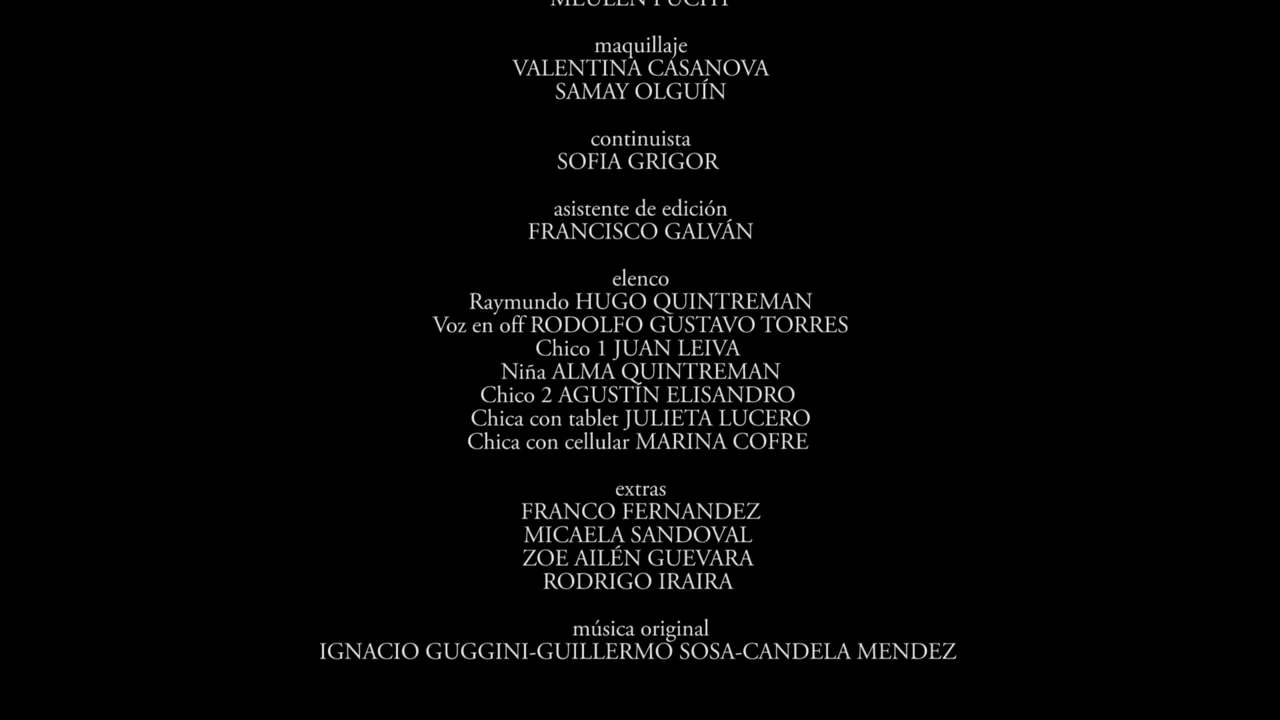 maquillaje
VALENTINA CASANOVA
SAMAY OLGUÍN
continuista
SOFIA GRIGOR
asistente de edición
FRANCISCO GALVÁN
elenco
Raymundo HUGO QUINTREMAN
Voz en off RODOLFO GUSTAVO TORRES
Chico 1 JUAN LEIVA
Niña ALMA QUINTREMAN
Chico 2 AGUSTÍN ELISANDRO
Chica con tablet JULIETA LUCERO
Chica con cellular MARINA COFRE
extras
FRANCO FERNANDEZ
MICAELA SANDOVAL
ZOE AILÉN GUEVARA
RODRIGO IRAIRA
música original
IGNACIO GUGGINI-GUILLERMO SOSA-CANDELA MENDEZ